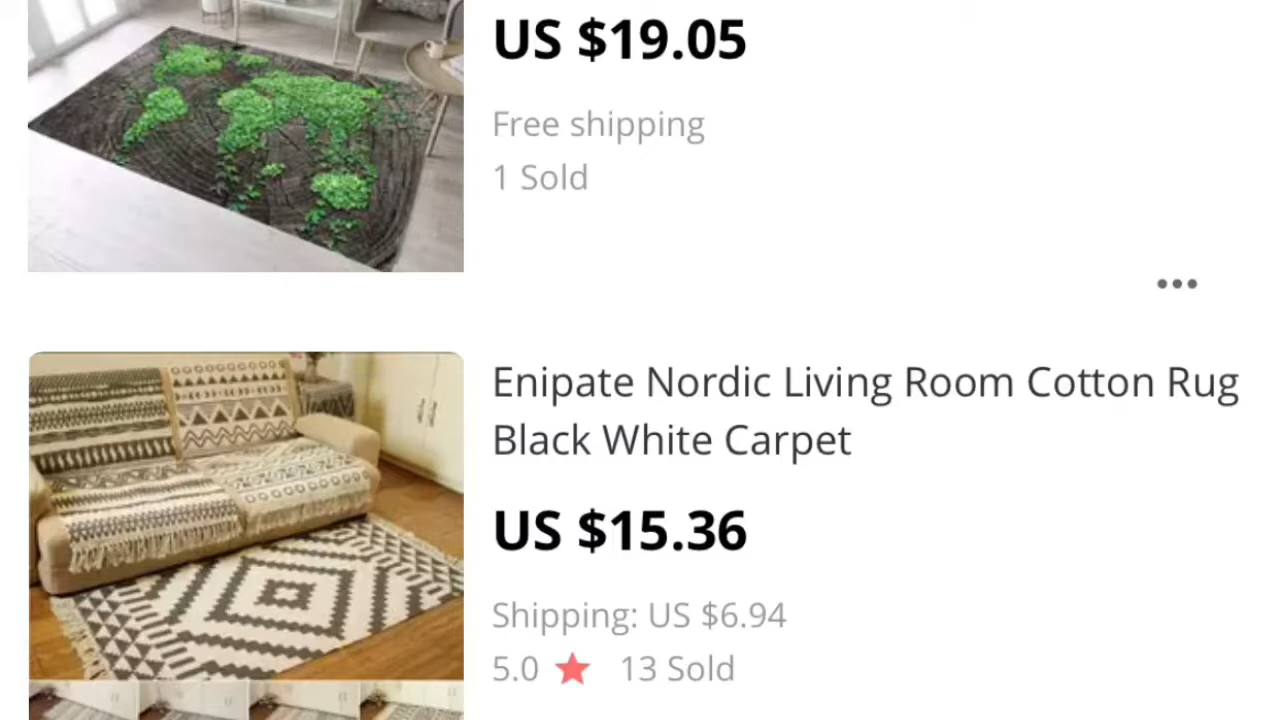 US $19.05
Free shipping
1 Sold
Enipate Nordic Living Room Cotton Rug
Black White Carpet
US $15.36
Shipping: US $6.94
5.0 13 Sold